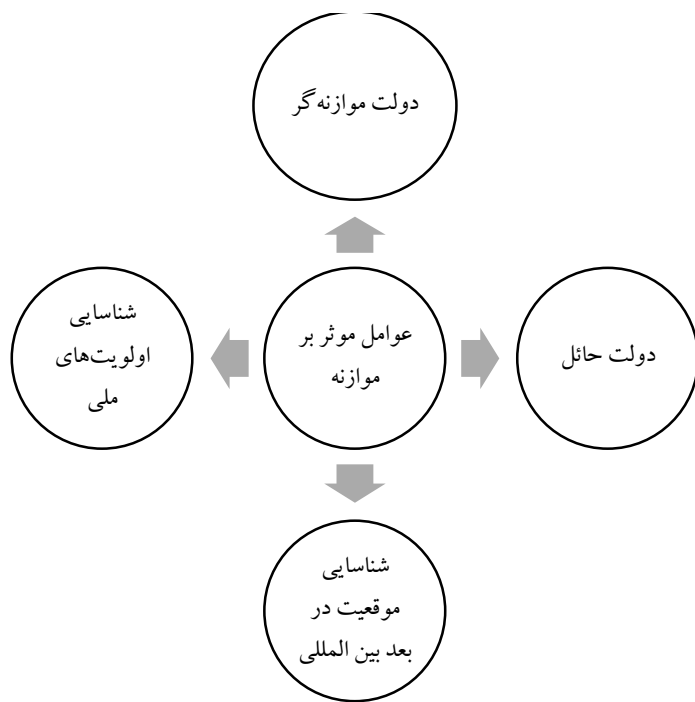 دولت موازنه‌گر
شناسایی
اولویت‌های
ملی
عوامل موثر بر
موازنه
دولت حائل
شناسایی
موقعیت در
بعد بین المللی